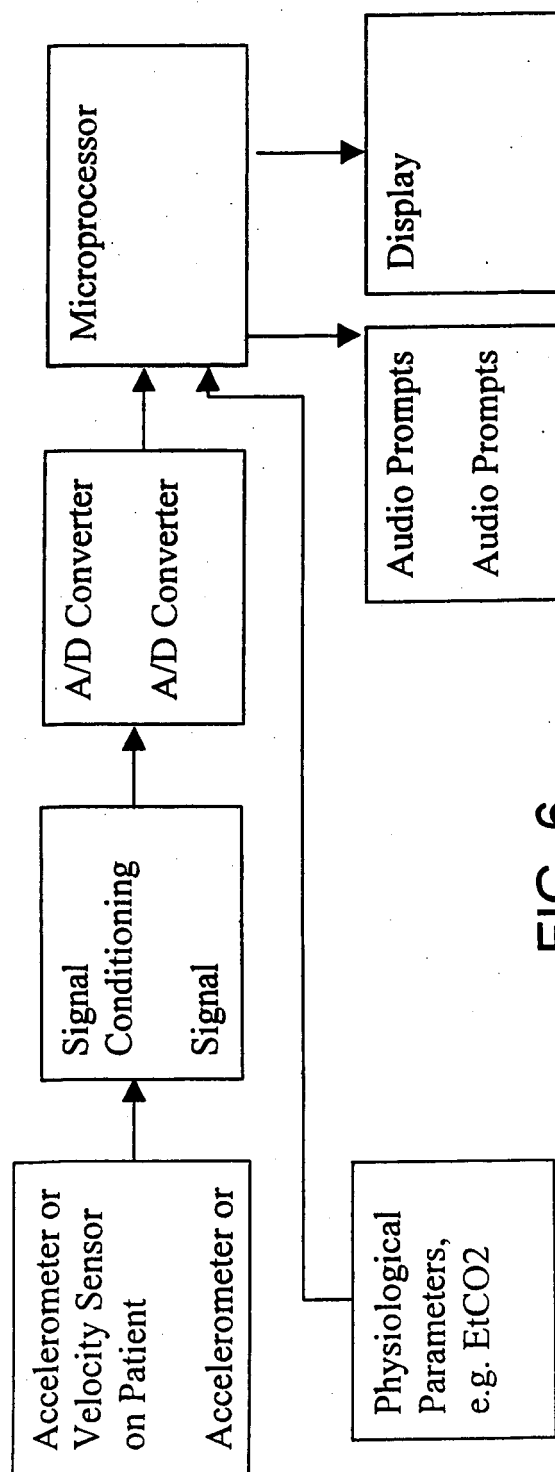 Accelerometer or
Velocity Sensor
on Patient
Accelerometer or
Signal
Conditioning
Signal
A/D Converter
A/D Converter
Microprocessor
Physiological
Parameters,
e.g. EtCO2
Audio Prompts
Audio Prompts
Display
FIG. 6